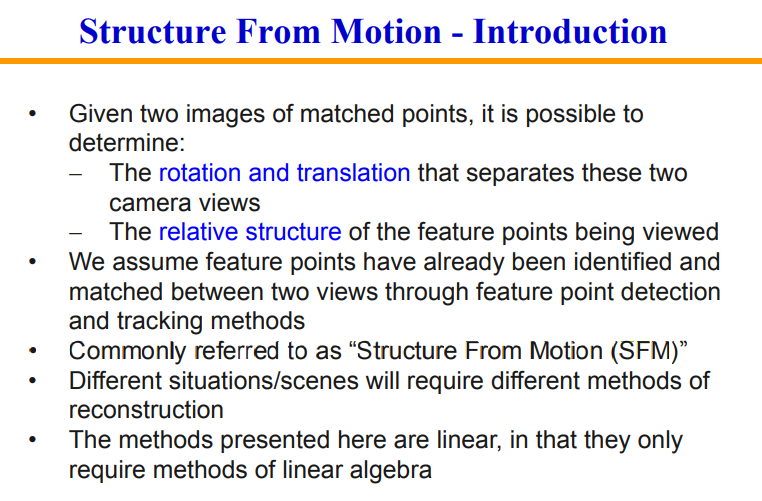 Structure From Motion - Introduction
• Given two images of matched points, it is possible to
determine:
– The rotation and translation that separates these two
camera views
– The relative structure of the feature points being viewed
• We assume feature points have already been identified and
matched between two views through feature point detection
and tracking methods
• Commonly referred to as “Structure From Motion (SFM)”
• Different situations/scenes will require different methods of
reconstruction
• The methods presented here are linear, in that they only
require methods of linear algebra